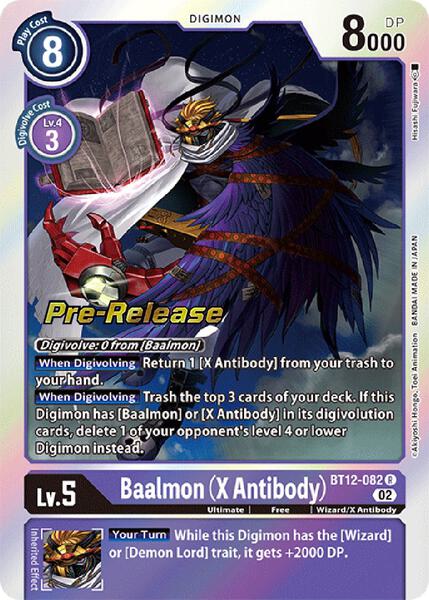 Play Cost
8
DIGIMON
8000
DP
Digivolve Cost
Lv.4
3
Hisashi Fujiwara
©Akiyoshi Hongo, Toei Animation BANDAI MADE IN JAPAN
Pre-Release
Digivolve: 0 from [Baalmon]
When Digivolving Return 1 [X Antibody] from your trash to
your hand.
When Digivolving Trash the top 3 cards of your deck. If this
Digimon has [Baalmon] or [X Antibody] in its digivolution
cards, delete 1 of your opponent's level 4 or lower
Digimon instead.
Lv.5
Baalmon (X Antibody)
BT12-082 R
02
Ultimate | Free | Wizard/X Antibody
Inherited Effect
Your Turn While this Digimon has the [Wizard]
or [Demon Lord] trait, it gets +2000 DP.